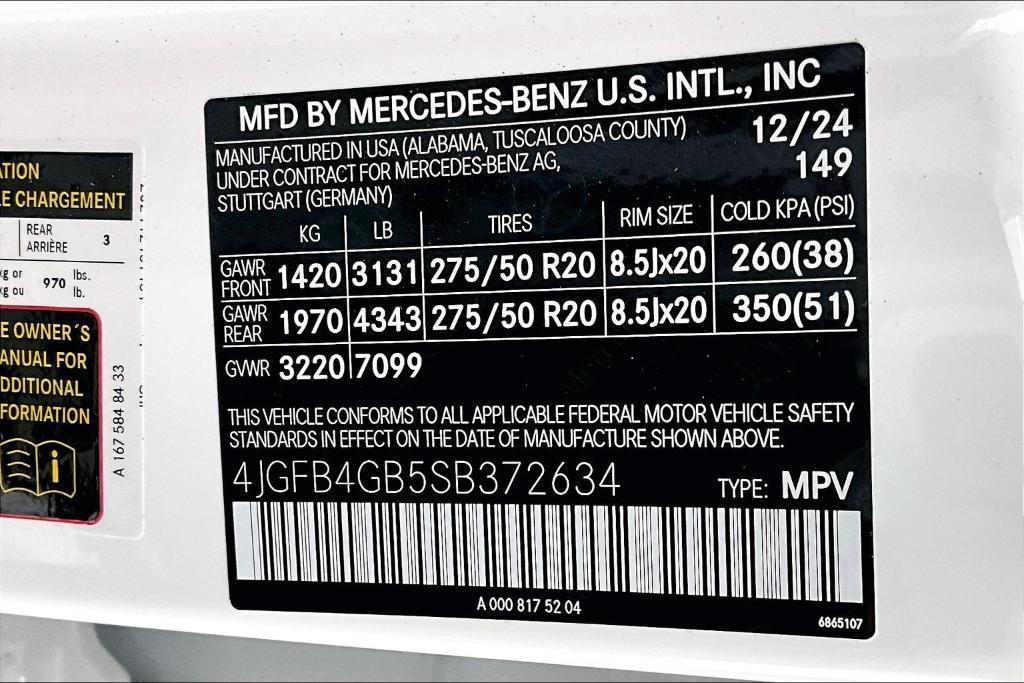 MFD BY MERCEDES-BENZ U.S. INTL., INC
MANUFACTURED IN USA (ALABAMA, TUSCALOOSA COUNTY) 12/24
UNDER CONTRACT FOR MERCEDES-BENZ AG, 149
STUTTGART (GERMANY)
KG LB TIRES RIM SIZE COLD KPA (PSI)
GAWR FRONT 1420 3131 275/50 R20 8.5Jx20 260(38)
GAWR REAR 1970 4343 275/50 R20 8.5Jx20 350(51)
GVWR 3220 7099
THIS VEHICLE CONFORMS TO ALL APPLICABLE FEDERAL MOTOR VEHICLE SAFETY
STANDARDS IN EFFECT ON THE DATE OF MANUFACTURE SHOWN ABOVE.
4JGFB4GB5SB372634 TYPE: MPV
A 000 817 52 04
6865107
ATION
LE CHARGEMENT
REAR
ARRIÈRE 3
kg or 970 lbs.
kg ou lb.
E OWNER´S
ANUAL FOR
DDITIONAL
FORMATION
A 167 584 84 33